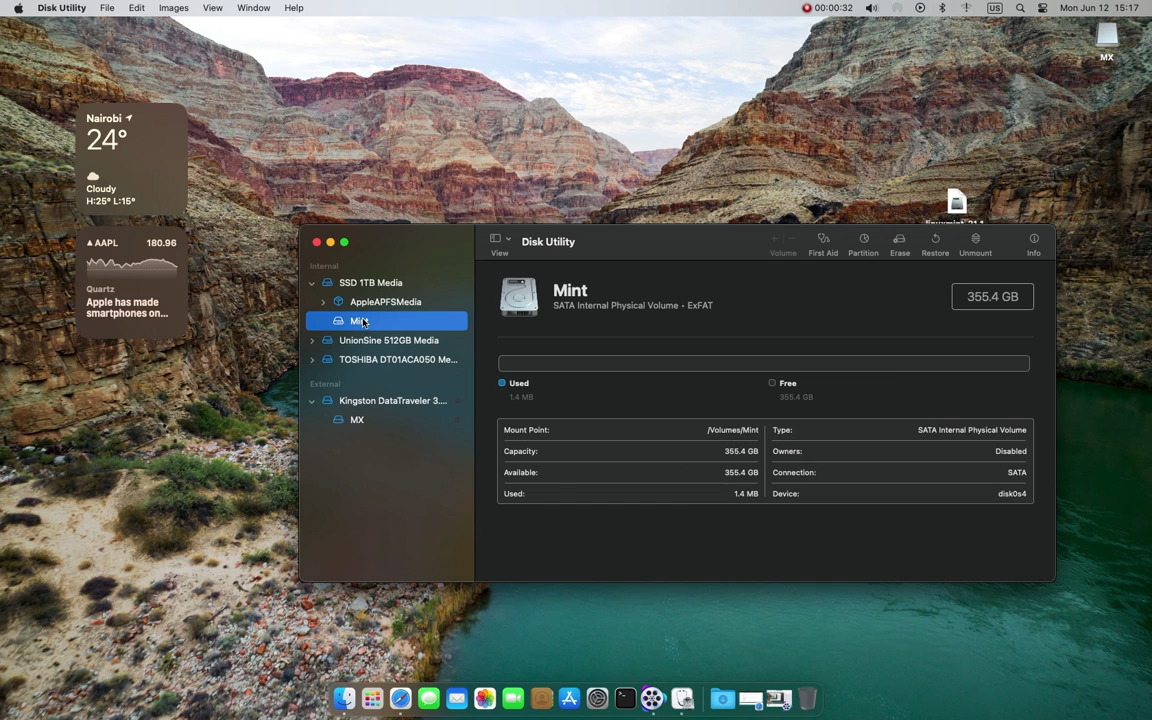 Disk Utility File Edit Images View Window Help
00:00:32 US Mon Jun 12 15:17
MX
Nairobi
24°
Cloudy
H:25° L:15°
AAPL 180.96
Quartz
Apple has made
smartphones on...
Disk Utility
View
Volume First Aid Partition Erase Restore Unmount Info
Internal
SSD 1TB Media
AppleAPFSMedia
Mint
UnionSine 512GB Media
TOSHIBA DT01ACA050 Me...
External
Kingston DataTraveler 3....
MX
Mint
SATA Internal Physical Volume • ExFAT
355.4 GB
Used
1.4 MB
Free
355.4 GB
Mount Point: /Volumes/Mint
Capacity: 355.4 GB
Available: 355.4 GB
Used: 1.4 MB
Type: SATA Internal Physical Volume
Owners: Disabled
Connection: SATA
Device: disk0s4